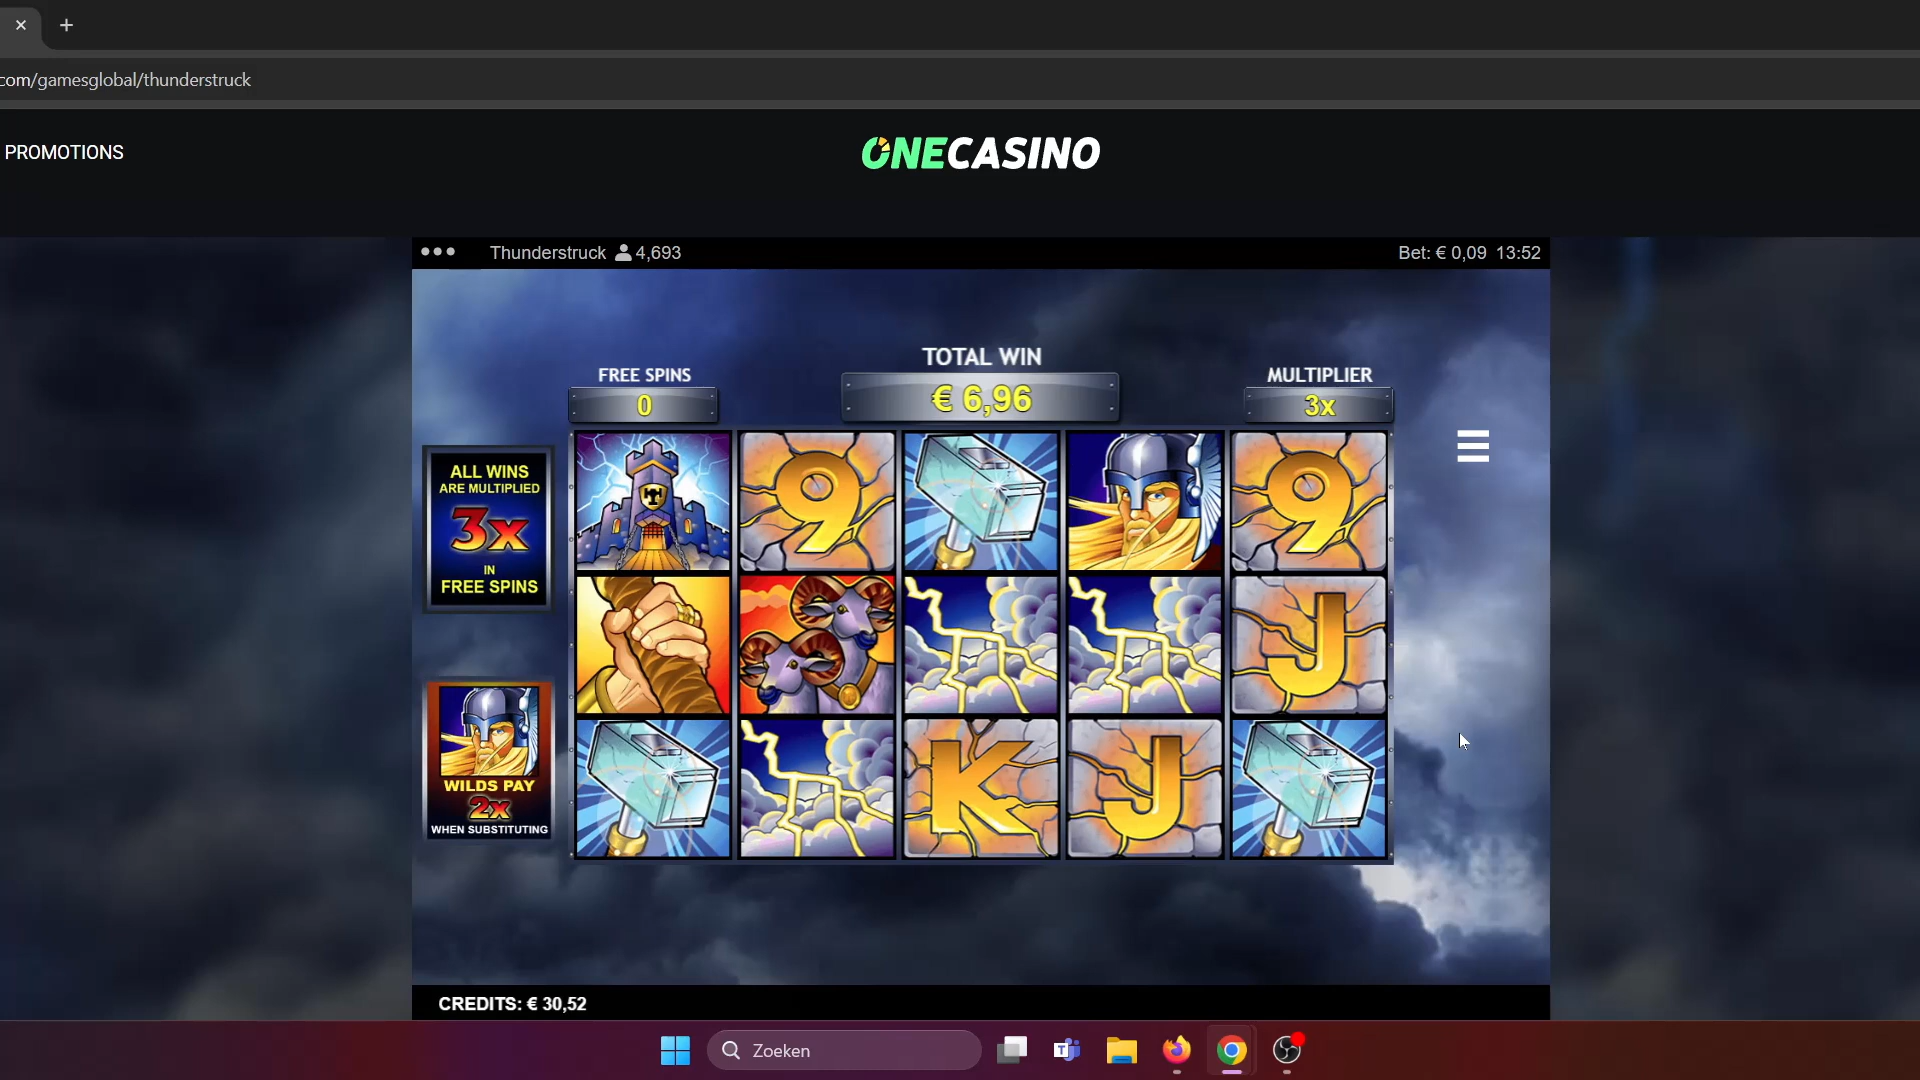 com/gamesglobal/thunderstruck
PROMOTIONS
ONECASINO
Thunderstruck 4,693
Bet: € 0,09 13:52
FREE SPINS
0
TOTAL WIN
€ 6,96
MULTIPLIER
3x
ALL WINS
ARE MULTIPLIED
3x
IN
FREE SPINS
9
9
J
K
J
WILDS PAY
2x
WHEN SUBSTITUTING
CREDITS: € 30,52
Zoeken